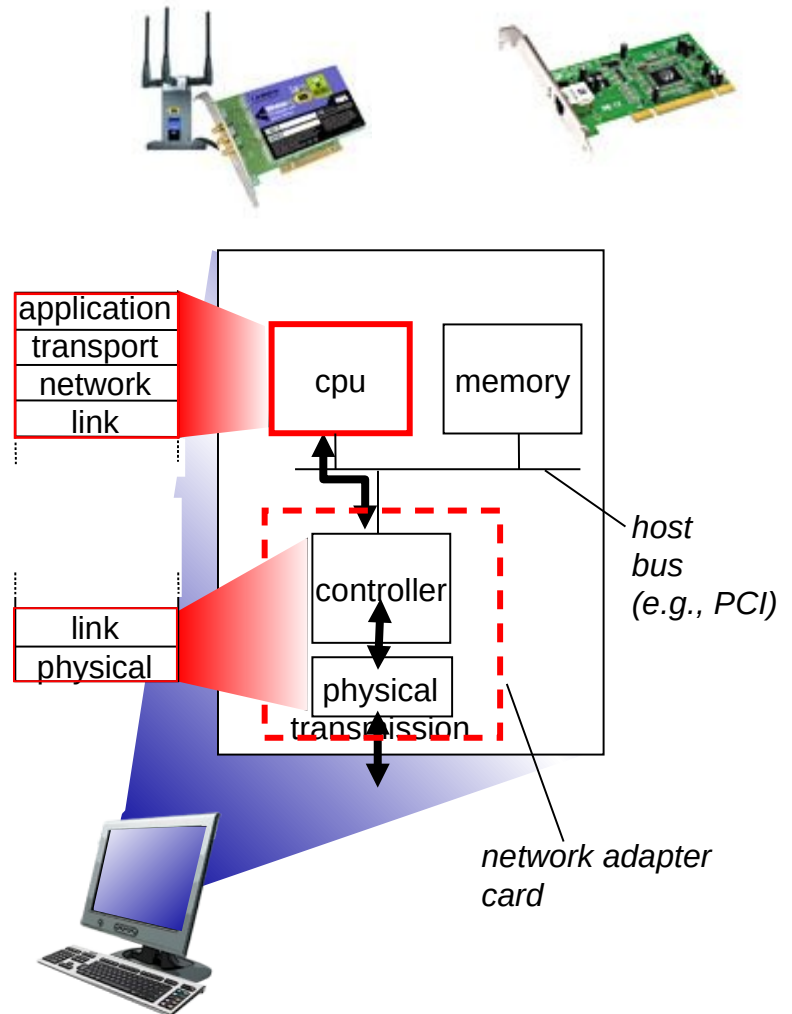 application
transport
network
link
cpu
memory
host
bus
(e.g., PCI)
controller
link
physical
physical
transmission
network adapter
card